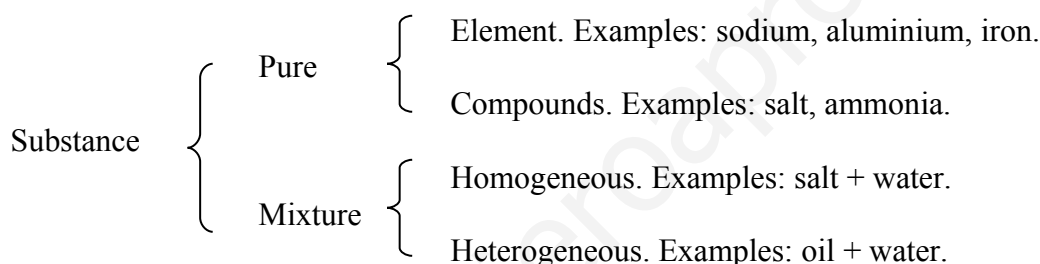 Element. Examples: sodium, aluminium, iron.
Pure
Compounds. Examples: salt, ammonia.
Substance
Homogeneous. Examples: salt + water.
Mixture
Heterogeneous. Examples: oil + water.